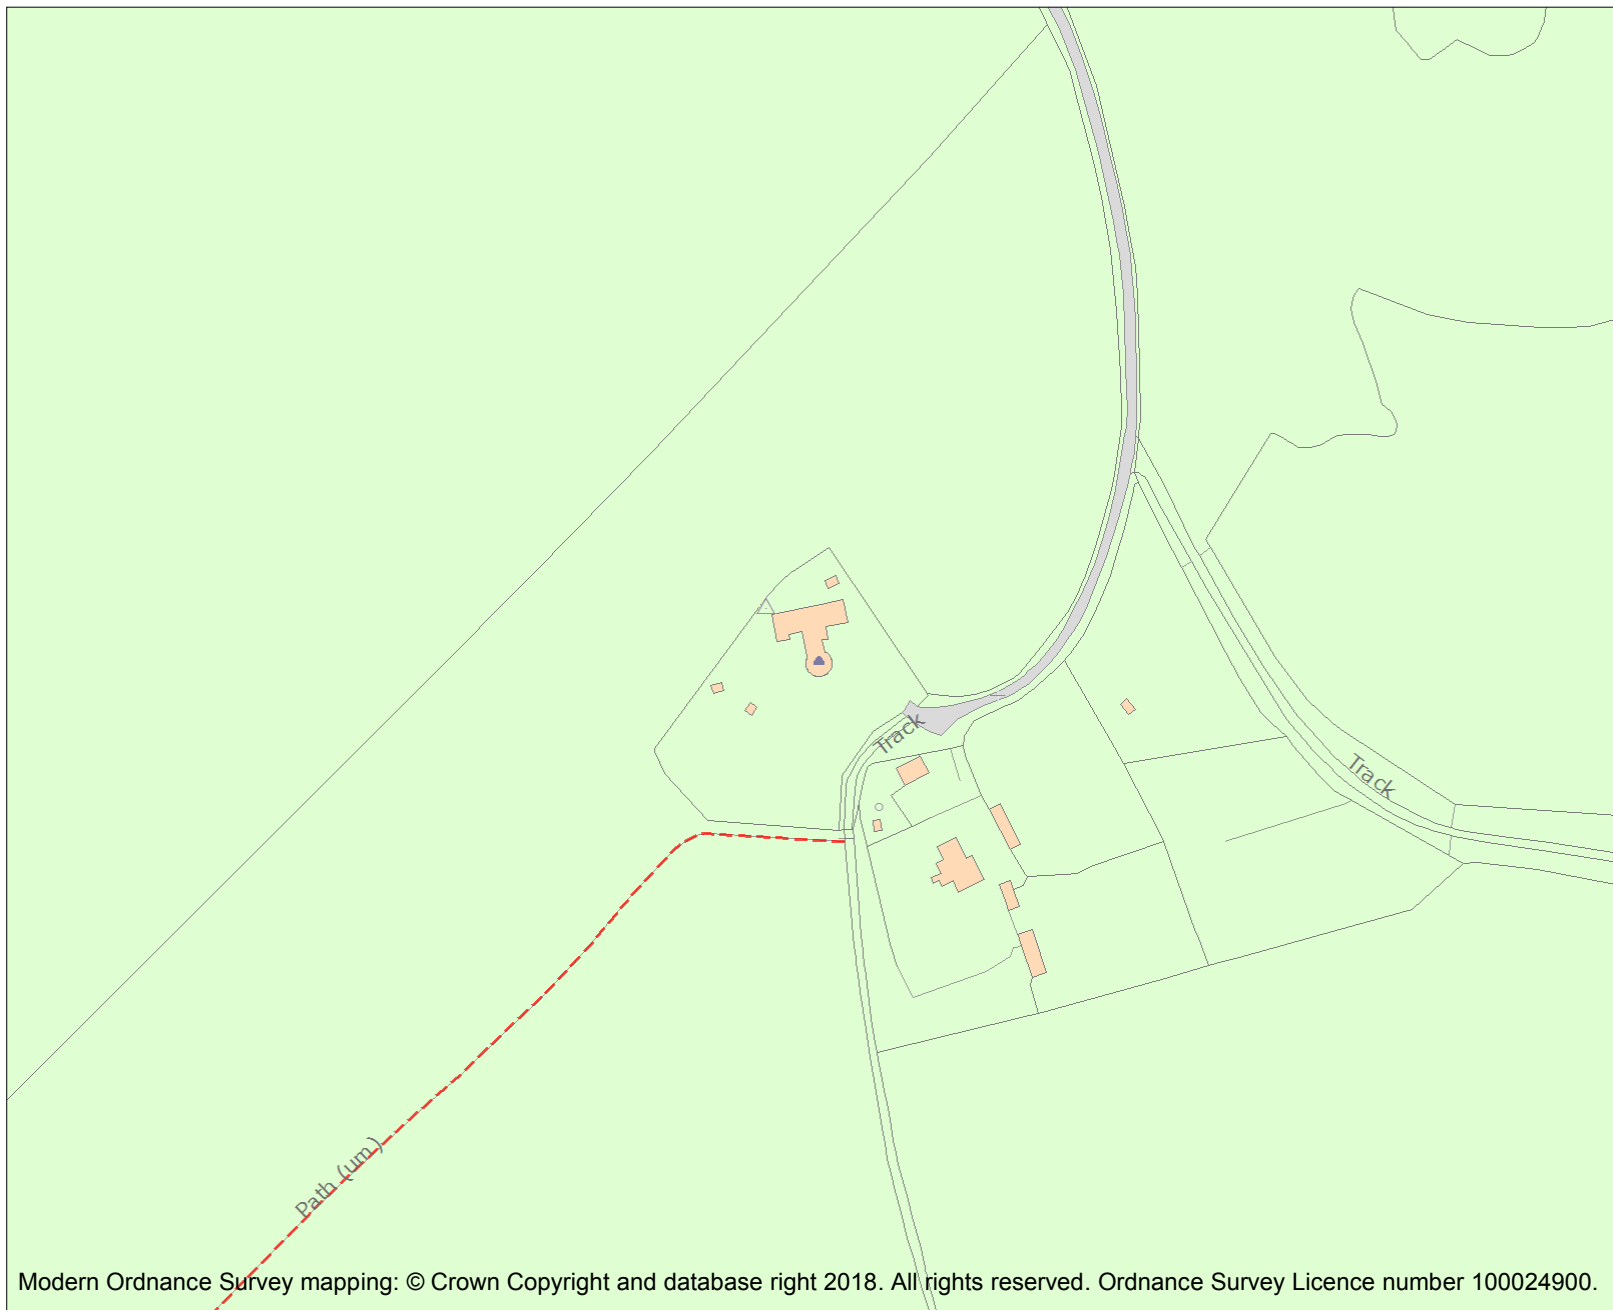 Track
Track
Path (um)
Modern Ordnance Survey mapping: © Crown Copyright and database right 2018. All rights reserved. Ordnance Survey Licence number 100024900.